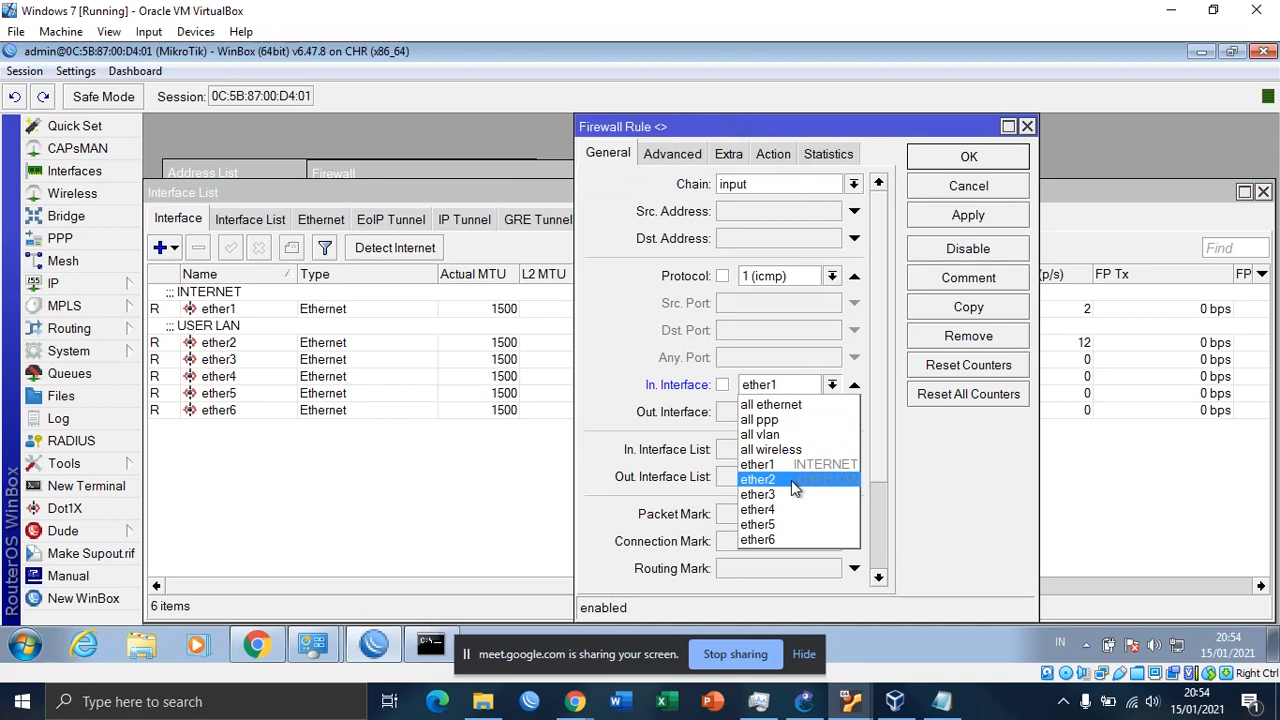 Windows 7 [Running] - Oracle VM VirtualBox
File Machine View Input Devices Help
admin@0C:5B:87:00:D4:01 (MikroTik) - WinBox (64bit) v6.47.8 on CHR (x86_64)
Session Settings Dashboard
Safe Mode Session: 0C:5B:87:00:D4:01
RouterOS WinBox
Quick Set
CAPsMAN
Interfaces
Wireless
Bridge
PPP
Mesh
IP
MPLS
Routing
System
Queues
Files
Log
RADIUS
Tools
New Terminal
Dot1X
Dude
Make Supout.rif
Manual
New WinBox
Address List Firewall
Interface List
Interface Interface List Ethernet EoIP Tunnel IP Tunnel GRE Tunnel
Detect Internet Find
Name Type Actual MTU L2 MTU (p/s) FP Tx FP
::: INTERNET
R ether1 Ethernet 1500 2 0 bps
::: USER LAN
R ether2 Ethernet 1500 12 0 bps
R ether3 Ethernet 1500 0 0 bps
R ether4 Ethernet 1500 0 0 bps
R ether5 Ethernet 1500 0 0 bps
R ether6 Ethernet 1500 0 0 bps
6 items
Firewall Rule <>
General Advanced Extra Action Statistics
Chain: input
Src. Address:
Dst. Address:
Protocol: 1 (icmp)
Src. Port:
Dst. Port:
Any. Port:
In. Interface: ether1
Out. Interface:
In. Interface List:
Out. Interface List:
Packet Mark:
Connection Mark:
Routing Mark:
all ethernet
all ppp
all vlan
all wireless
ether1 INTERNET
ether2 USER LAN
ether3
ether4
ether5
ether6
OK
Cancel
Apply
Disable
Comment
Copy
Remove
Reset Counters
Reset All Counters
enabled
meet.google.com is sharing your screen. Stop sharing Hide
IN 20:54
15/01/2021
Right Ctrl
Type here to search
20:54
15/01/2021
1